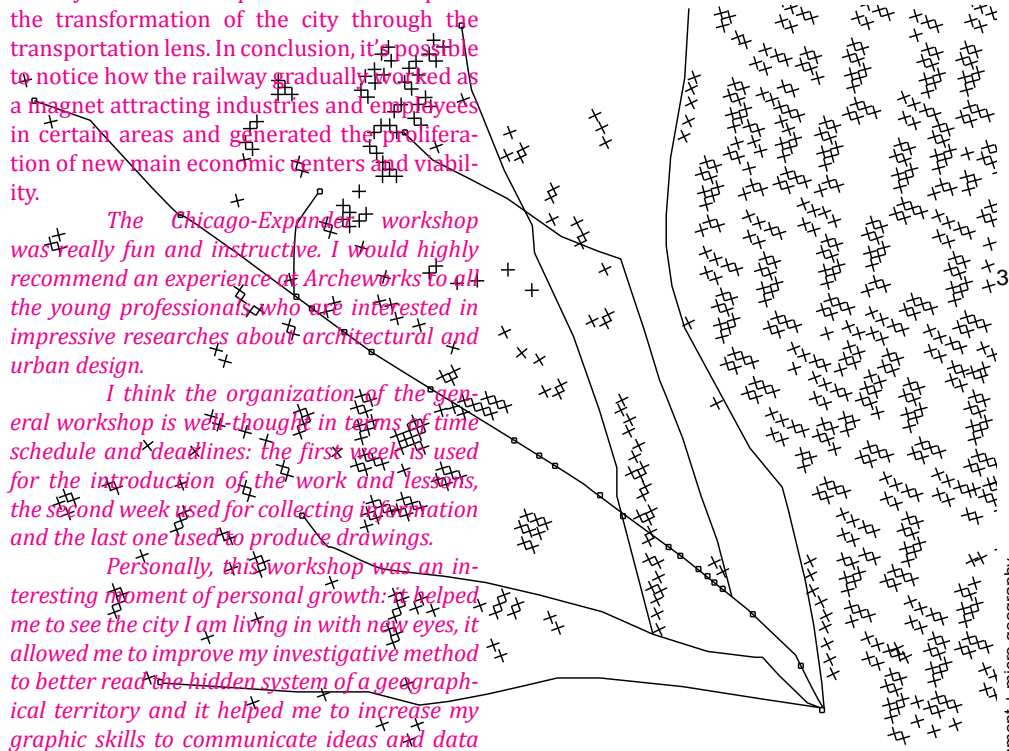 the transformation of the city through the
transportation lens. In conclusion, it's possible
to notice how the railway gradually worked as
a magnet attracting industries and employees
in certain areas and generated the prolifera-
tion of new main economic centers and viabil-
ity.
The Chicago-Expander workshop
was really fun and instructive. I would highly
recommend an experience at Archeworks to all
the young professionals who are interested in
impressive researches about architectural and
urban design.
I think the organization of the gen-
eral workshop is well-thought in terms of time
schedule and deadlines: the first week is used
for the introduction of the work and lessons,
the second week used for collecting information
and the last one used to produce drawings.
Personally, this workshop was an in-
teresting moment of personal growth: it helped
me to see the city I am living in with new eyes, it
allowed me to improve my investigative method
to better read the hidden system of a geograph-
ical territory and it helped me to increase my
graphic skills to communicate ideas and data
3